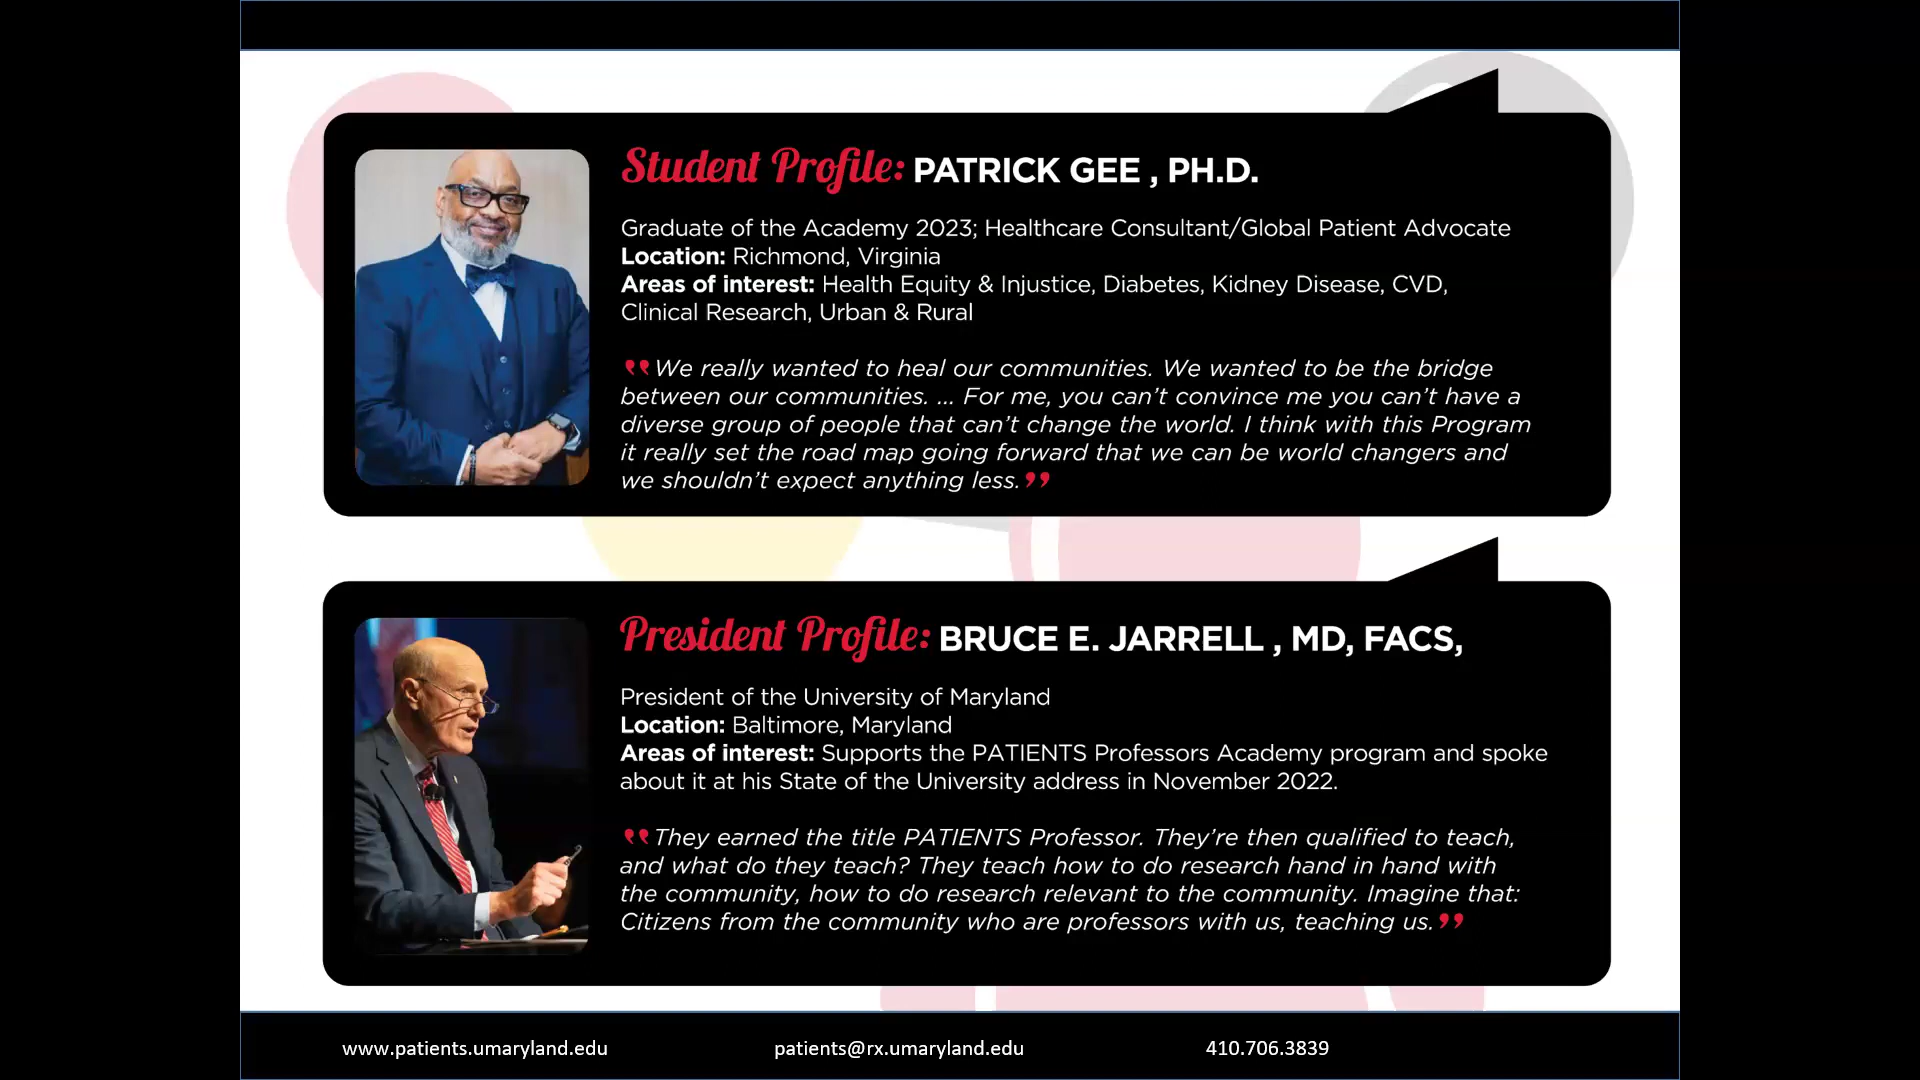 Student Profile: PATRICK GEE , PH.D.
Graduate of the Academy 2023; Healthcare Consultant/Global Patient Advocate
Location: Richmond, Virginia
Areas of interest: Health Equity & Injustice, Diabetes, Kidney Disease, CVD,
Clinical Research, Urban & Rural
❜❜We really wanted to heal our communities. We wanted to be the bridge
between our communities. ... For me, you can’t convince me you can’t have a
diverse group of people that can’t change the world. I think with this Program
it really set the road map going forward that we can be world changers and
we shouldn’t expect anything less.❜❜
President Profile: BRUCE E. JARRELL , MD, FACS,
President of the University of Maryland
Location: Baltimore, Maryland
Areas of interest: Supports the PATIENTS Professors Academy program and spoke
about it at his State of the University address in November 2022.
❜❜They earned the title PATIENTS Professor. They’re then qualified to teach,
and what do they teach? They teach how to do research hand in hand with
the community, how to do research relevant to the community. Imagine that:
Citizens from the community who are professors with us, teaching us.❜❜
www.patients.umaryland.edu patients@rx.umaryland.edu 410.706.3839